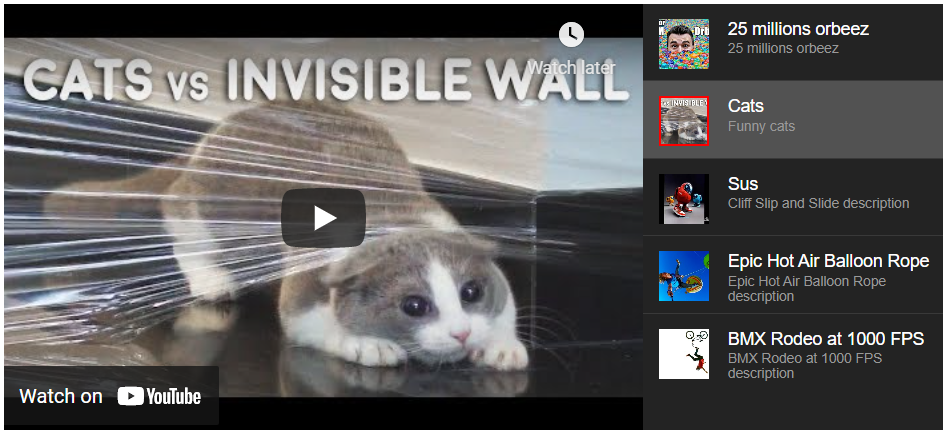 CATS VS INVISIBLE WALL
Watch later
Watch on YouTube
25 millions orbeez
25 millions orbeez
Cats
Funny cats
Sus
Cliff Slip and Slide description
Epic Hot Air Balloon Rope
Epic Hot Air Balloon Rope
description
BMX Rodeo at 1000 FPS
BMX Rodeo at 1000 FPS
description